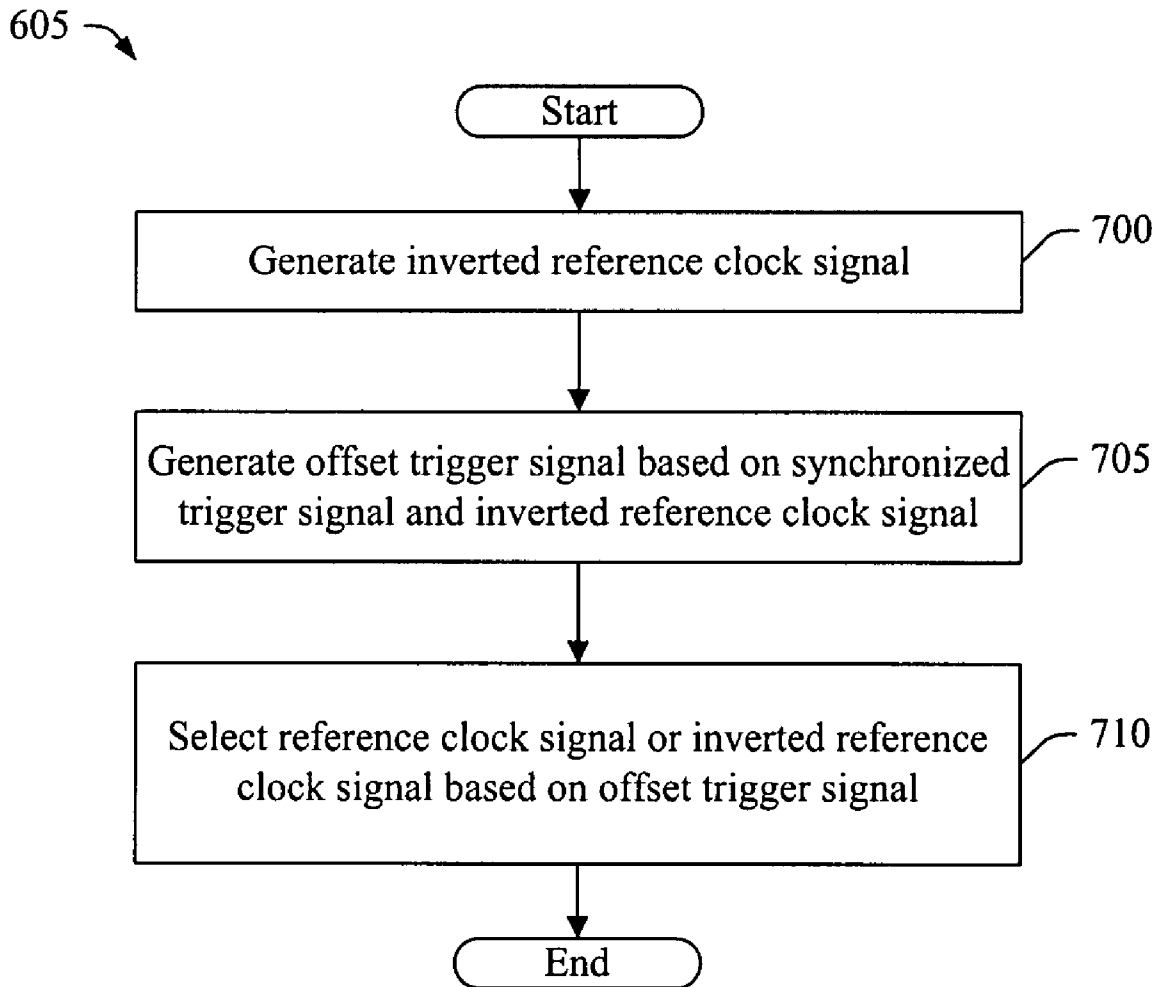 605
Start
Generate inverted reference clock signal
700
Generate offset trigger signal based on synchronized
trigger signal and inverted reference clock signal
705
Select reference clock signal or inverted reference
clock signal based on offset trigger signal
710
End